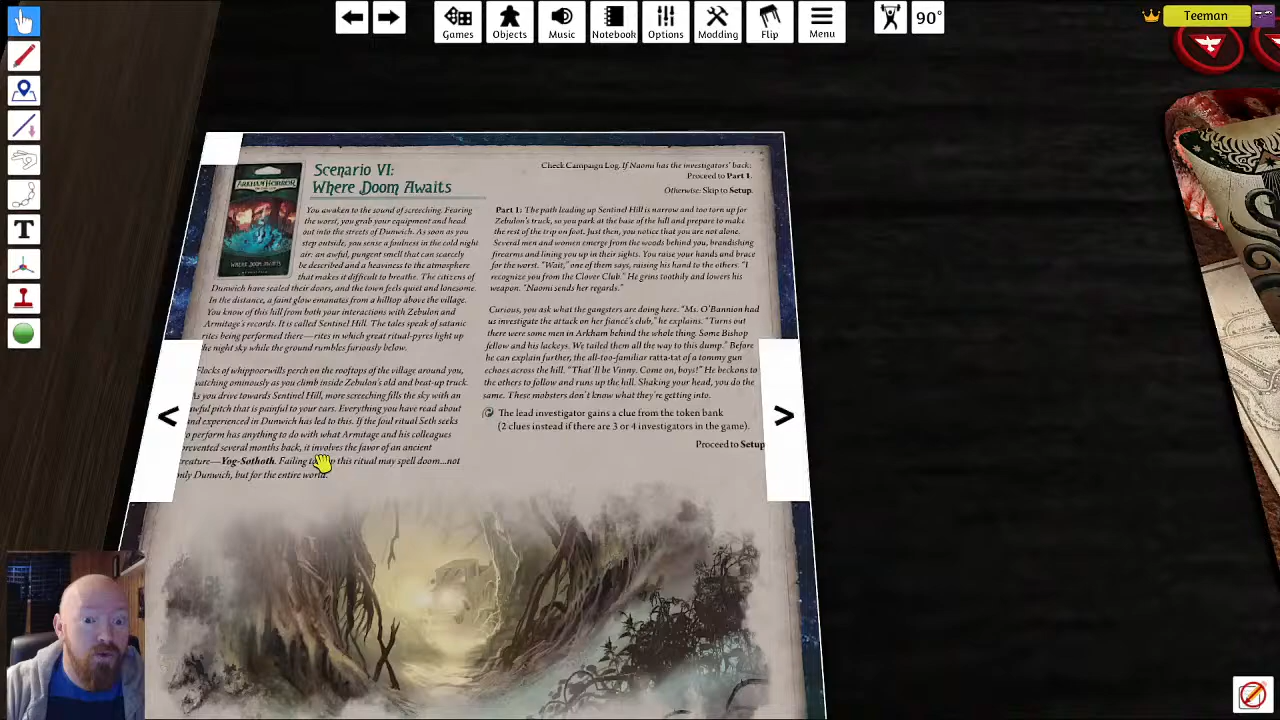 Games
Objects
Music
Notebook
Options
Modding
Flip
Menu
90°
Teeman
T
ARKHAM HORROR
WHERE DOOM AWAITS
Scenario VI:
Where Doom Awaits
You awaken to the sound of screeching. Fearing
the worst, you grab your equipment and head
out into the streets of Dunwich. As soon as you
step outside, you sense a foulness in the cold night
air: an awful, pungent smell that can scarcely
be described and a heaviness to the atmosphere
that makes it difficult to breathe. The citizens of
Dunwich have sealed their doors, and the town feels quiet and lonesome.
In the distance, a faint glow emanates from a hilltop above the village.
You know of this hill from both your interactions with Zebulon and
Armitage's records. It is called Sentinel Hill. The tales speak of satanic
rites being performed there—rites in which great ritual-pyres light up
the night sky while the ground rumbles furiously below.
Flocks of whippoorwills perch on the rooftops of the village around you,
watching ominously as you climb inside Zebulon's old and beat-up truck.
As you drive towards Sentinel Hill, more screeching fills the sky with an
awful pitch that is painful to your ears. Everything you have read about
and experienced in Dunwich has led to this. If the foul ritual Seth seeks
to perform has anything to do with what Armitage and his colleagues
prevented several months back, it involves the favor of an ancient
creature—Yog-Sothoth. Failing to this ritual may spell doom...not
only Dunwich, but for the entire world.
Check Campaign Log. If Naomi has the investigators' back:
Proceed to Part 1.
Otherwise: Skip to Setup.
Part 1: The path leading up Sentinel Hill is narrow and too torn up for
Zebulon's truck, so you park at the base of the hill and prepare to make
the rest of the trip on foot. Just then, you notice that you are not alone.
Several men and women emerge from the woods behind you, brandishing
firearms and lining you up in their sights. You raise your hands and brace
for the worst. "Wait," one of them says, raising his hand to the others. "I
recognize you from the Clover Club." He grins toothily and lowers his
weapon. "Naomi sends her regards."
Curious, you ask what the gangsters are doing here. "Ms. O'Bannion had
us investigate the attack on her fiancé's club," he explains. "Turns out
there were some men in Arkham behind the whole thing. Some Bishop
fellow and his lackeys. We tailed them all the way to this dump." Before
he can explain further, the all-too-familiar ratta-tat of a tommy gun
echoes across the hill. "That'll be Vinny. Come on, boys!" He beckons to
the others to follow and runs up the hill. Shaking your head, you do the
same. These mobsters don't know what they're getting into.
The lead investigator gains a clue from the token bank
(2 clues instead if there are 3 or 4 investigators in the game).
Proceed to Setup
<
>